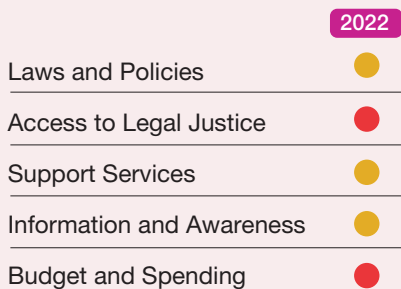 2022
Laws and Policies
Access to Legal Justice
Support Services
Information and Awareness
Budget and Spending